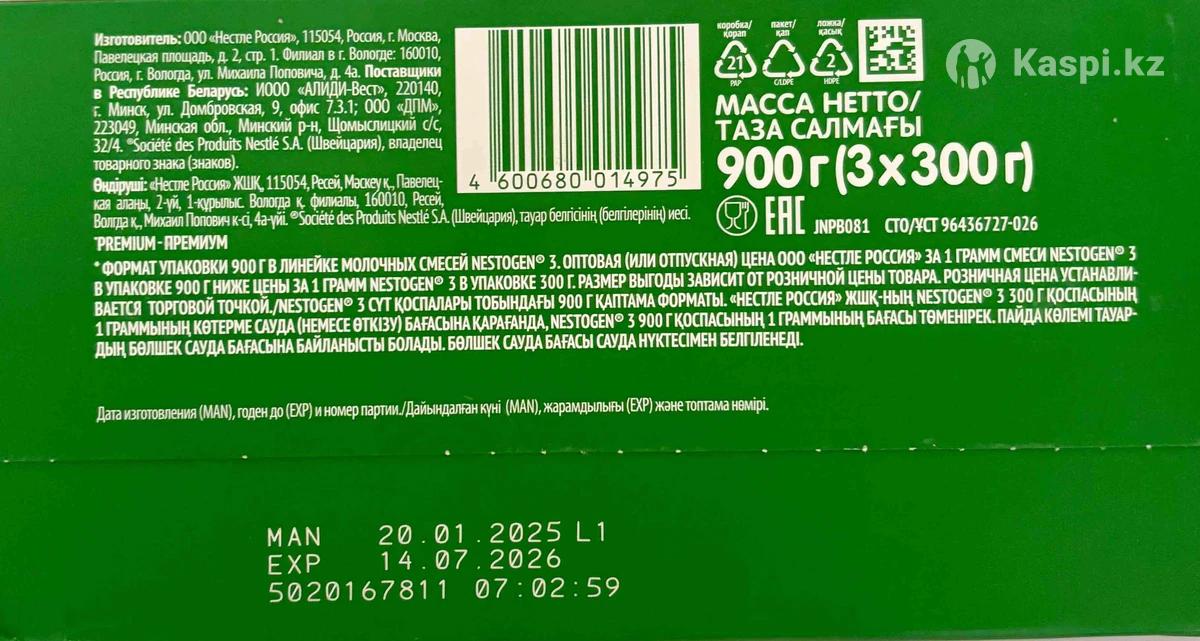 Изготовитель: ООО «Нестле Россия», 115054, Россия, г. Москва,
Павелецкая площадь, д. 2, стр. 1. Филиал в г. Вологде: 160010,
Россия, г. Вологда, ул. Михаила Поповича, д. 4а. Поставщики
в Республике Беларусь: ИООО «АЛИДИ-Вест», 220140,
г. Минск, ул. Домбровская, 9, офис 7.3.1; ООО «ДПМ»,
223049, Минская обл., Минский р-н, Щомыслицкий с/с,
32/4. ®Société des Produits Nestlé S.A. (Швейцария), владелец
товарного знака (знаков).
Өндіруші: «Нестле Россия» ЖШҚ, 115054, Ресей, Мәскеу қ., Павелец-
кая алаңы, 2-үй, 1-құрылыс. Вологда қ. филиалы, 160010, Ресей,
Волгда қ., Михаил Попович к-сі, 4а-үйі. ®Société des Produits Nestlé S.A. (Швейцария), тауар белгісінің (белгілерінің) иесі.
4 600680 014975
коробка/ қорап
21
PAP
пакет/ қап
C/LDPE
ложка/ қасық
2
HDPE
Kaspi.kz
МАССА НЕТТО/
ТАЗА САЛМАҒЫ
900 г (3 x 300 г)
EAC JNPB081 СТО/ҰСТ 96436727-026
*PREMIUM - ПРЕМИУМ
* ФОРМАТ УПАКОВКИ 900 Г В ЛИНЕЙКЕ МОЛОЧНЫХ СМЕСЕЙ NESTOGEN® 3. ОПТОВАЯ (ИЛИ ОТПУСКНАЯ) ЦЕНА ООО «НЕСТЛЕ РОССИЯ» ЗА 1 ГРАММ СМЕСИ NESTOGEN® 3
В УПАКОВКЕ 900 Г НИЖЕ ЦЕНЫ ЗА 1 ГРАММ NESTOGEN® 3 В УПАКОВКЕ 300 Г. РАЗМЕР ВЫГОДЫ ЗАВИСИТ ОТ РОЗНИЧНОЙ ЦЕНЫ ТОВАРА. РОЗНИЧНАЯ ЦЕНА УСТАНАВЛИ-
ВАЕТСЯ ТОРГОВОЙ ТОЧКОЙ./NESTOGEN® 3 СҮТ ҚОСПАЛАРЫ ТОБЫНДАҒЫ 900 Г ҚАПТАМА ФОРМАТЫ. «НЕСТЛЕ РОССИЯ» ЖШҚ-НЫҢ NESTOGEN® 3 300 Г ҚОСПАСЫНЫҢ
1 ГРАММЫНЫҢ КӨТЕРМЕ САУДА (НЕМЕСЕ ӨТКІЗУ) БАҒАСЫНА ҚАРАҒАНДА, NESTOGEN® 3 900 Г ҚОСПАСЫНЫҢ 1 ГРАММЫНЫҢ БАҒАСЫ ТӨМЕНІРЕК. ПАЙДА КӨЛЕМІ ТАУАР-
ДЫҢ БӨЛШЕК САУДА БАҒАСЫНА БАЙЛАНЫСТЫ БОЛАДЫ. БӨЛШЕК САУДА БАҒАСЫ САУДА НҮКТЕСІМЕН БЕЛГІЛЕНЕДІ.
Дата изготовления (MAN), годен до (EXP) и номер партии./Дайындалған күні (MAN), жарамдылығы (EXP) және топтама нөмірі.
MAN 20.01.2025 L1
EXP 14.07.2026
5020167811 07:02:59